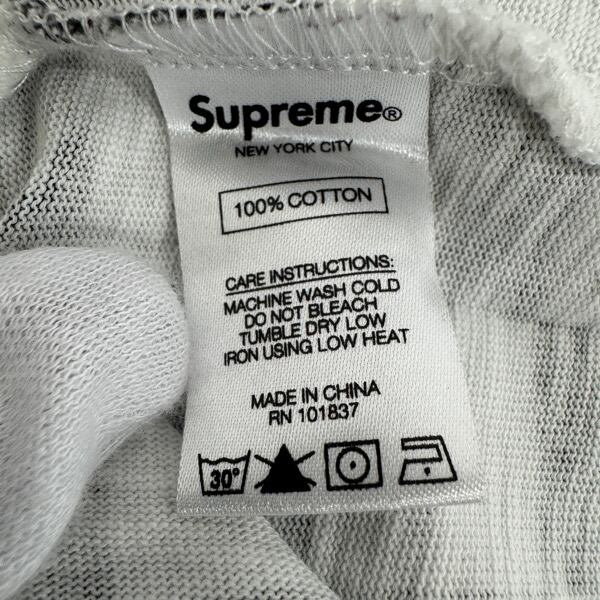 Supreme®
NEW YORK CITY
100% COTTON
CARE INSTRUCTIONS:
MACHINE WASH COLD
DO NOT BLEACH
TUMBLE DRY LOW
IRON USING LOW HEAT
MADE IN CHINA
RN 101837
30°